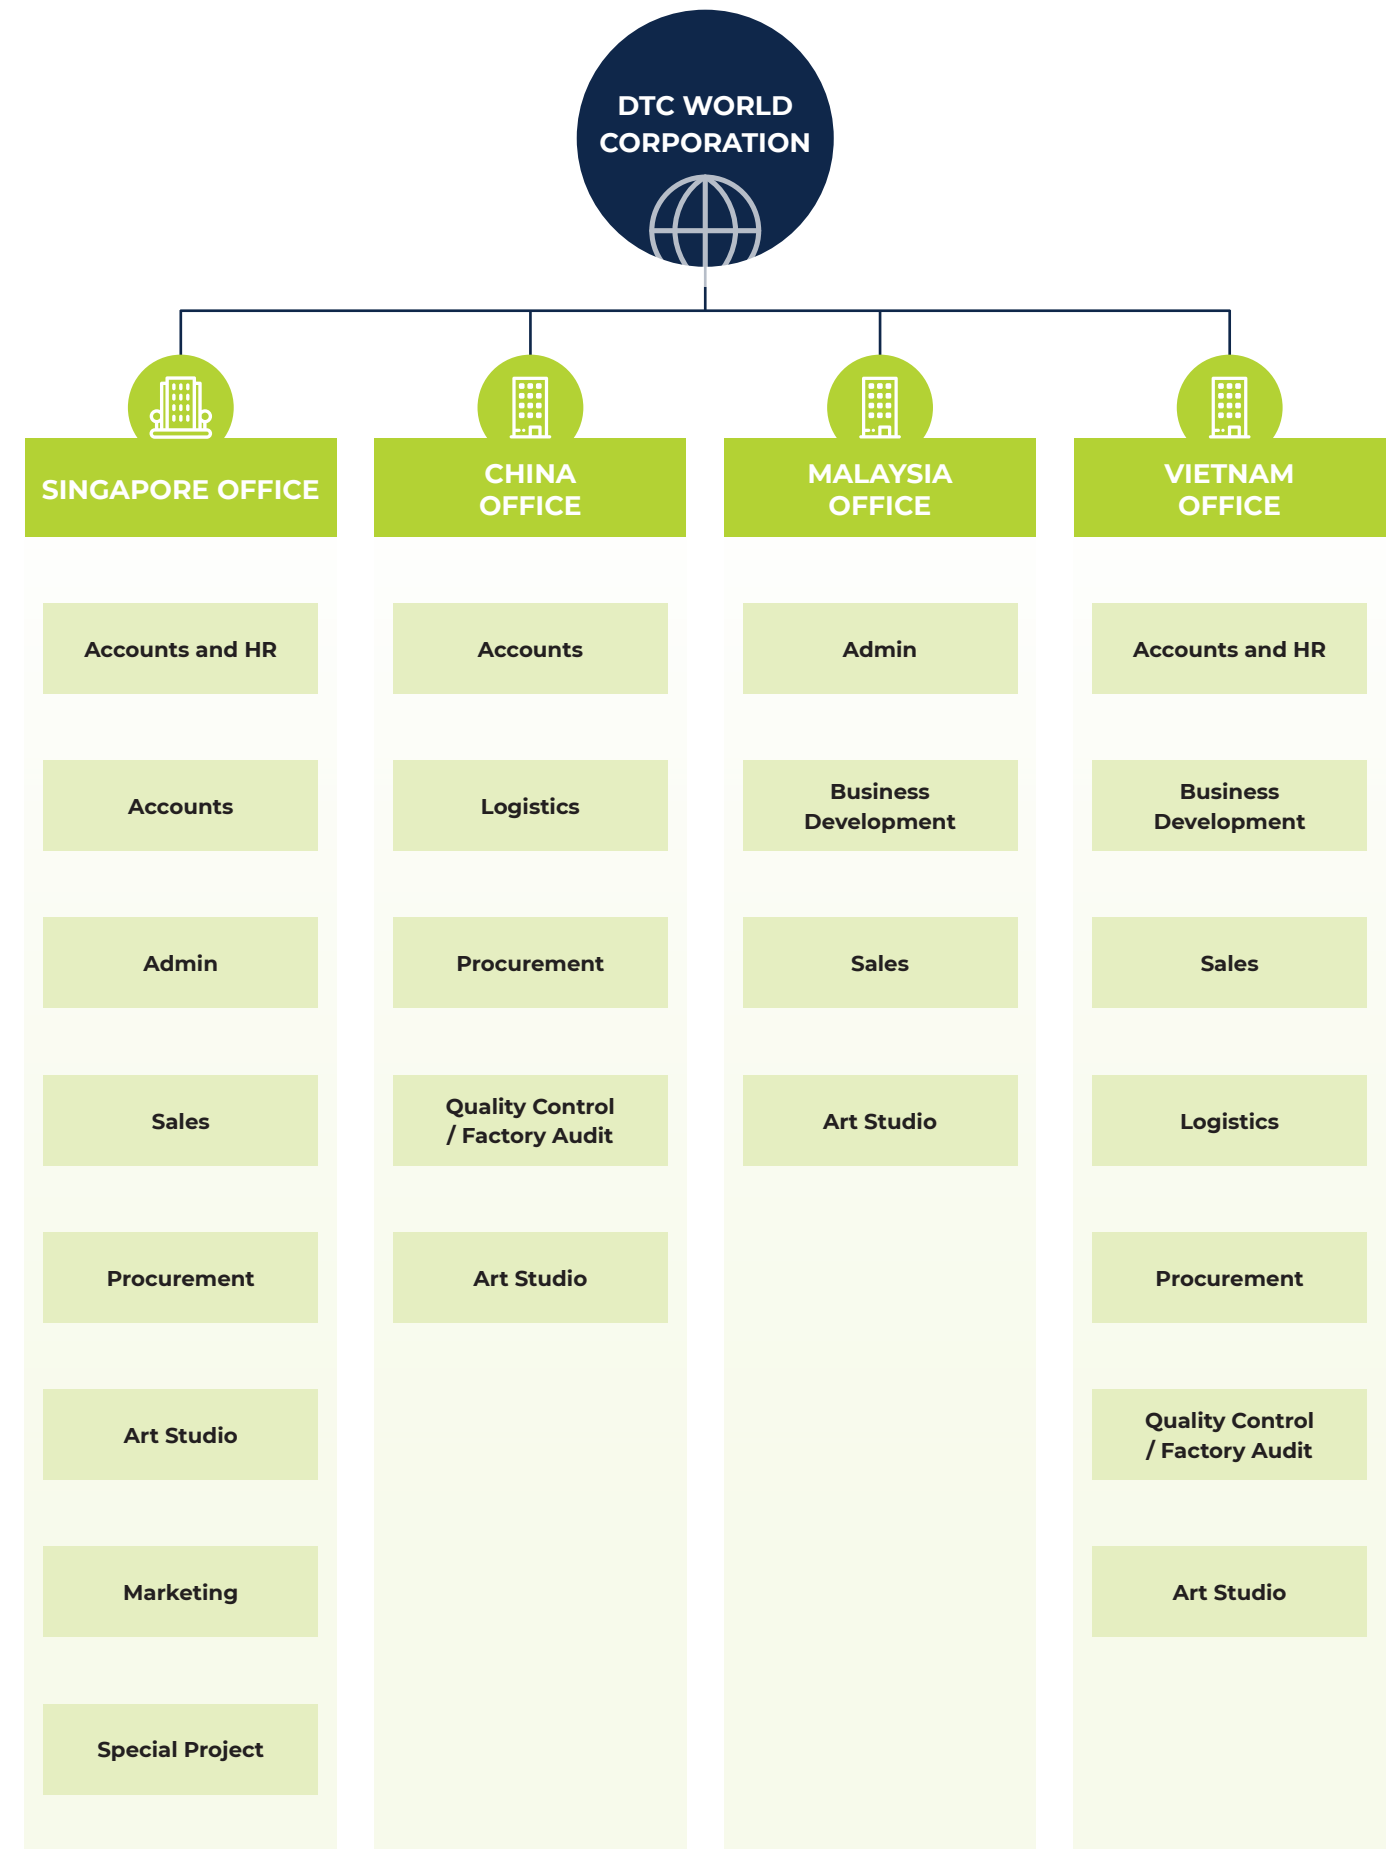 DTC WORLD
CORPORATION
SINGAPORE OFFICE
Accounts and HR
Accounts
Admin
Sales
Procurement
Art Studio
Marketing
Special Project
CHINA
OFFICE
Accounts
Logistics
Procurement
Quality Control
/ Factory Audit
Art Studio
MALAYSIA
OFFICE
Admin
Business
Development
Sales
Art Studio
VIETNAM
OFFICE
Accounts and HR
Business
Development
Sales
Logistics
Procurement
Quality Control
/ Factory Audit
Art Studio